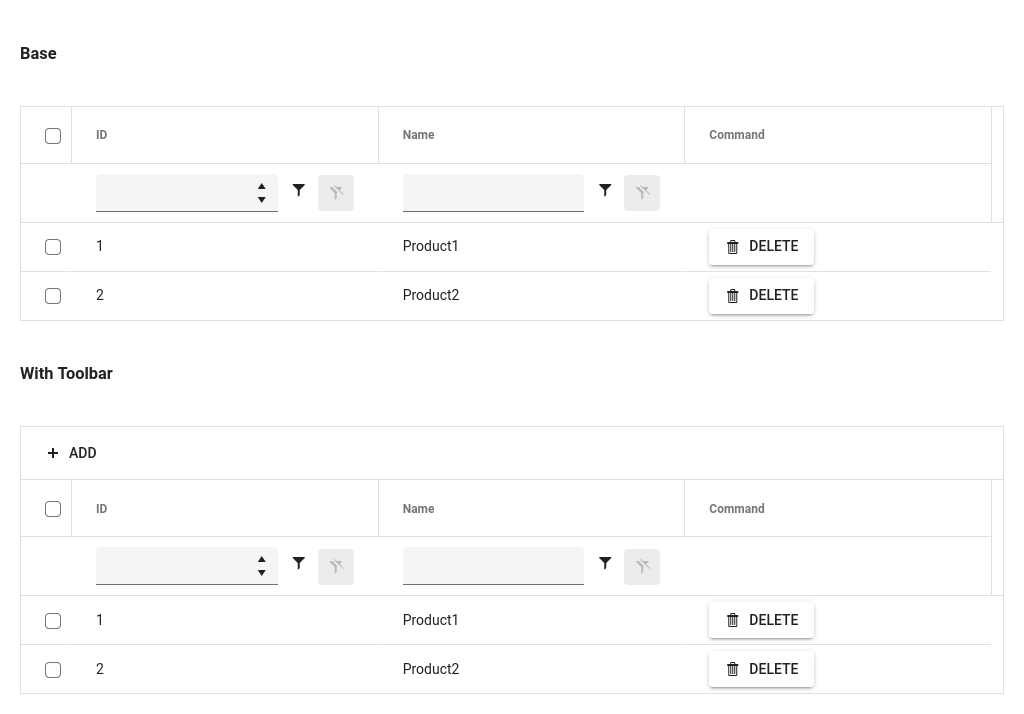 Base
ID Name Command
1 Product1 DELETE
2 Product2 DELETE
With Toolbar
ADD
ID Name Command
1 Product1 DELETE
2 Product2 DELETE